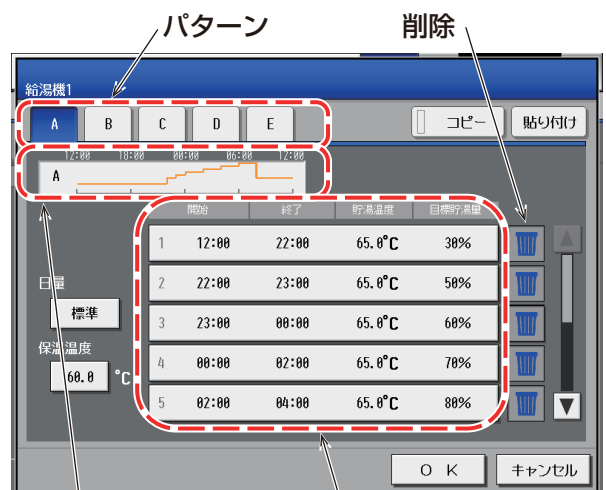 パターン 削除
給湯機1
A B C D E コピー 貼り付け
12:00 18:00 00:00 06:00 12:00
A
開始 終了 貯湯温度 目標貯湯量
1 12:00 22:00 65.0℃ 30%
日量
2 22:00 23:00 65.0℃ 50%
標準
3 23:00 00:00 65.0℃ 60%
保温温度
4 00:00 02:00 65.0℃ 70%
60.0 ℃
5 02:00 04:00 65.0℃ 80%
OK キャンセル